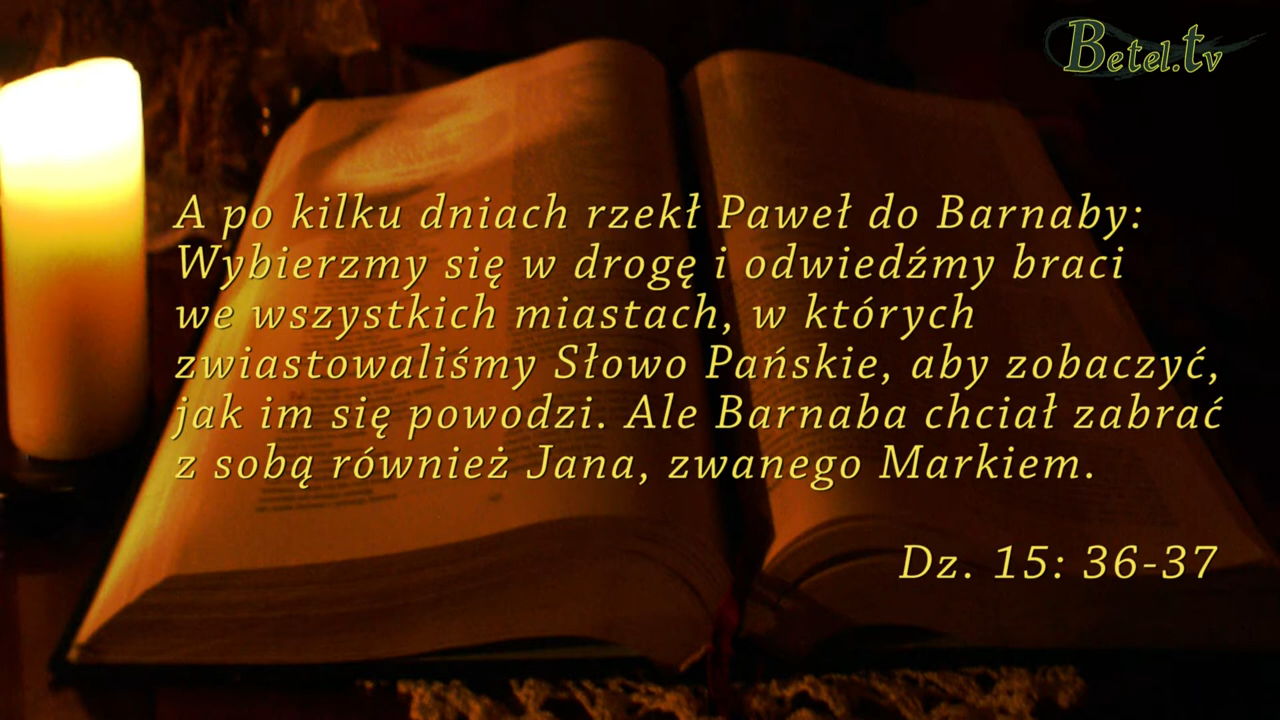 Betel.tv
A po kilku dniach rzekł Paweł do Barnaby:
Wybierzmy się w drogę i odwiedźmy braci
we wszystkich miastach, w których
zwiastowaliśmy Słowo Pańskie, aby zobaczyć,
jak im się powodzi. Ale Barnaba chciał zabrać
z sobą również Jana, zwanego Markiem.
Dz. 15: 36-37